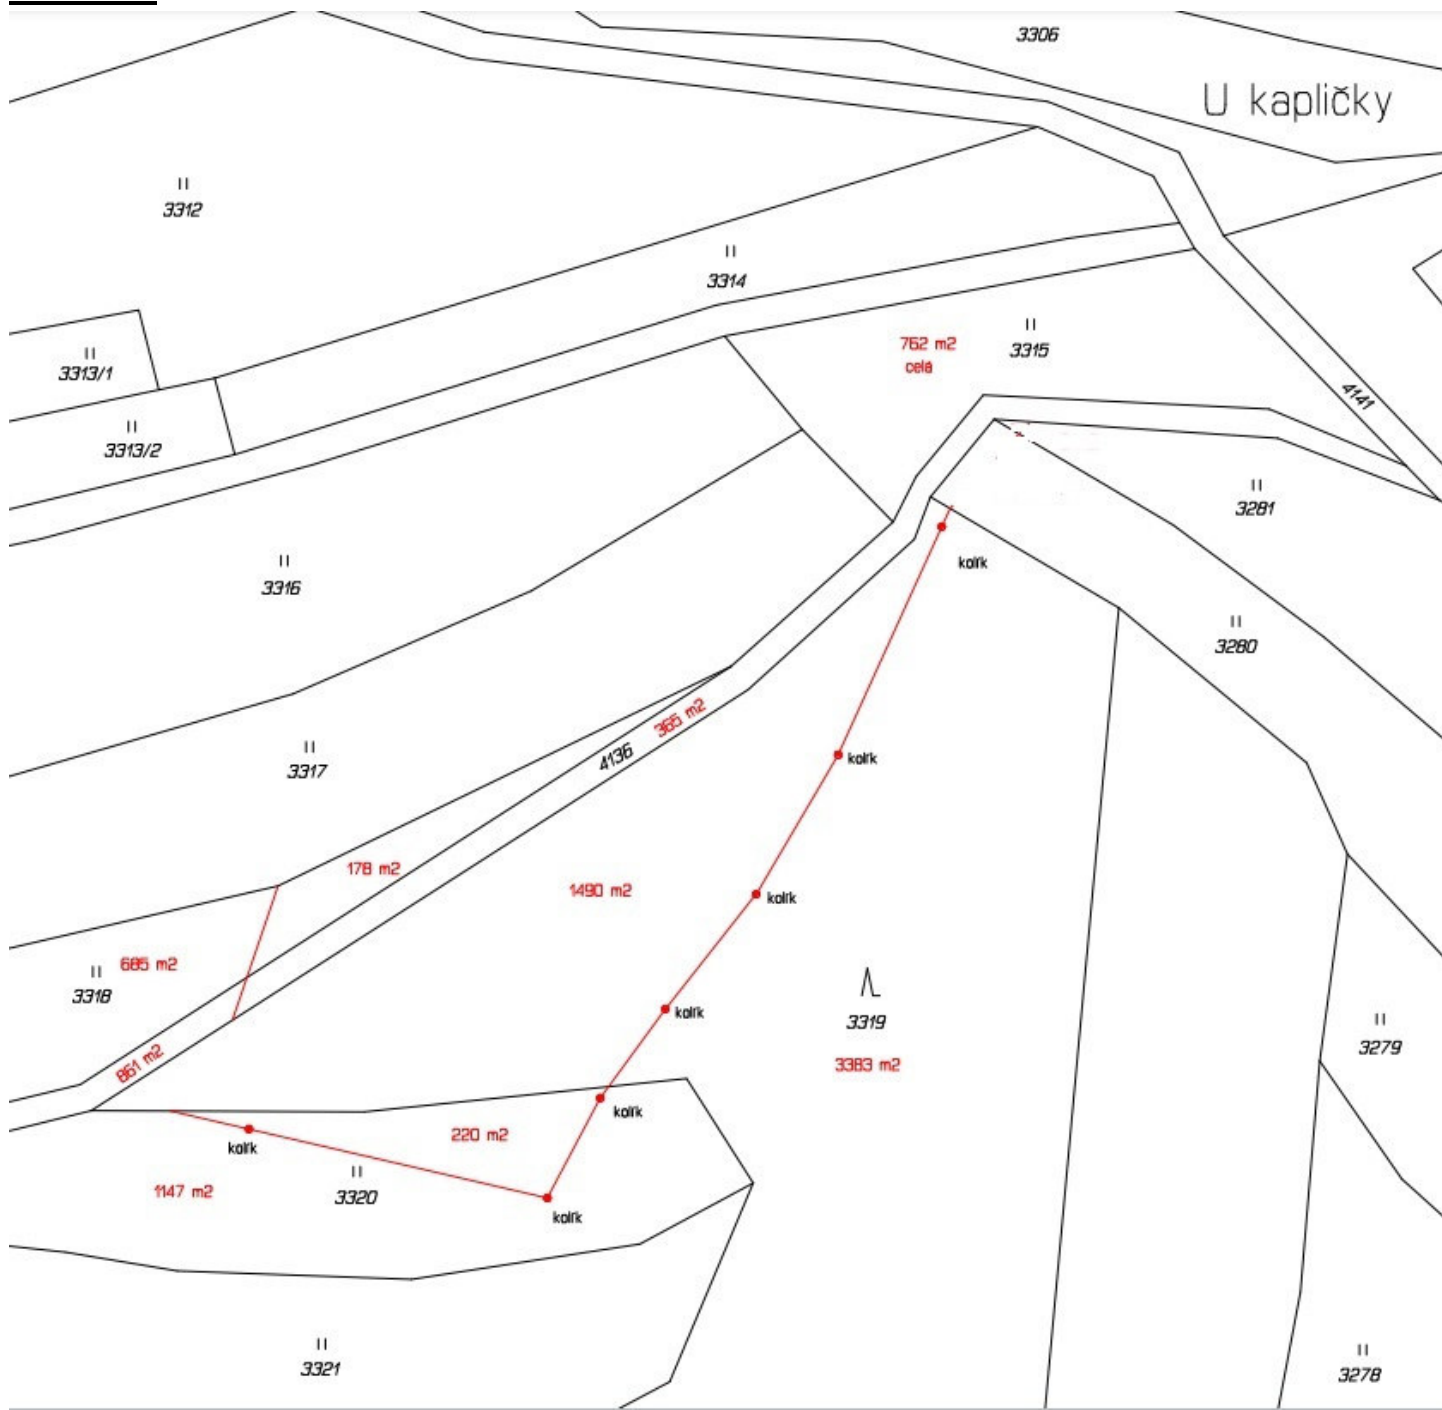 3306
U kapličky
II
3312
II
3314
II
3313/1
762 m2
celá
II
3315
4141
II
3313/2
II
3281
II
3316
kolík
II
3280
365 m2
4136
II
3317
kolík
178 m2
1490 m2
kolík
II
3318
685 m2
kolík
3319
3383 m2
II
3279
861 m2
kolík
220 m2
kolík
1147 m2
II
3320
kolík
II
3321
II
3278